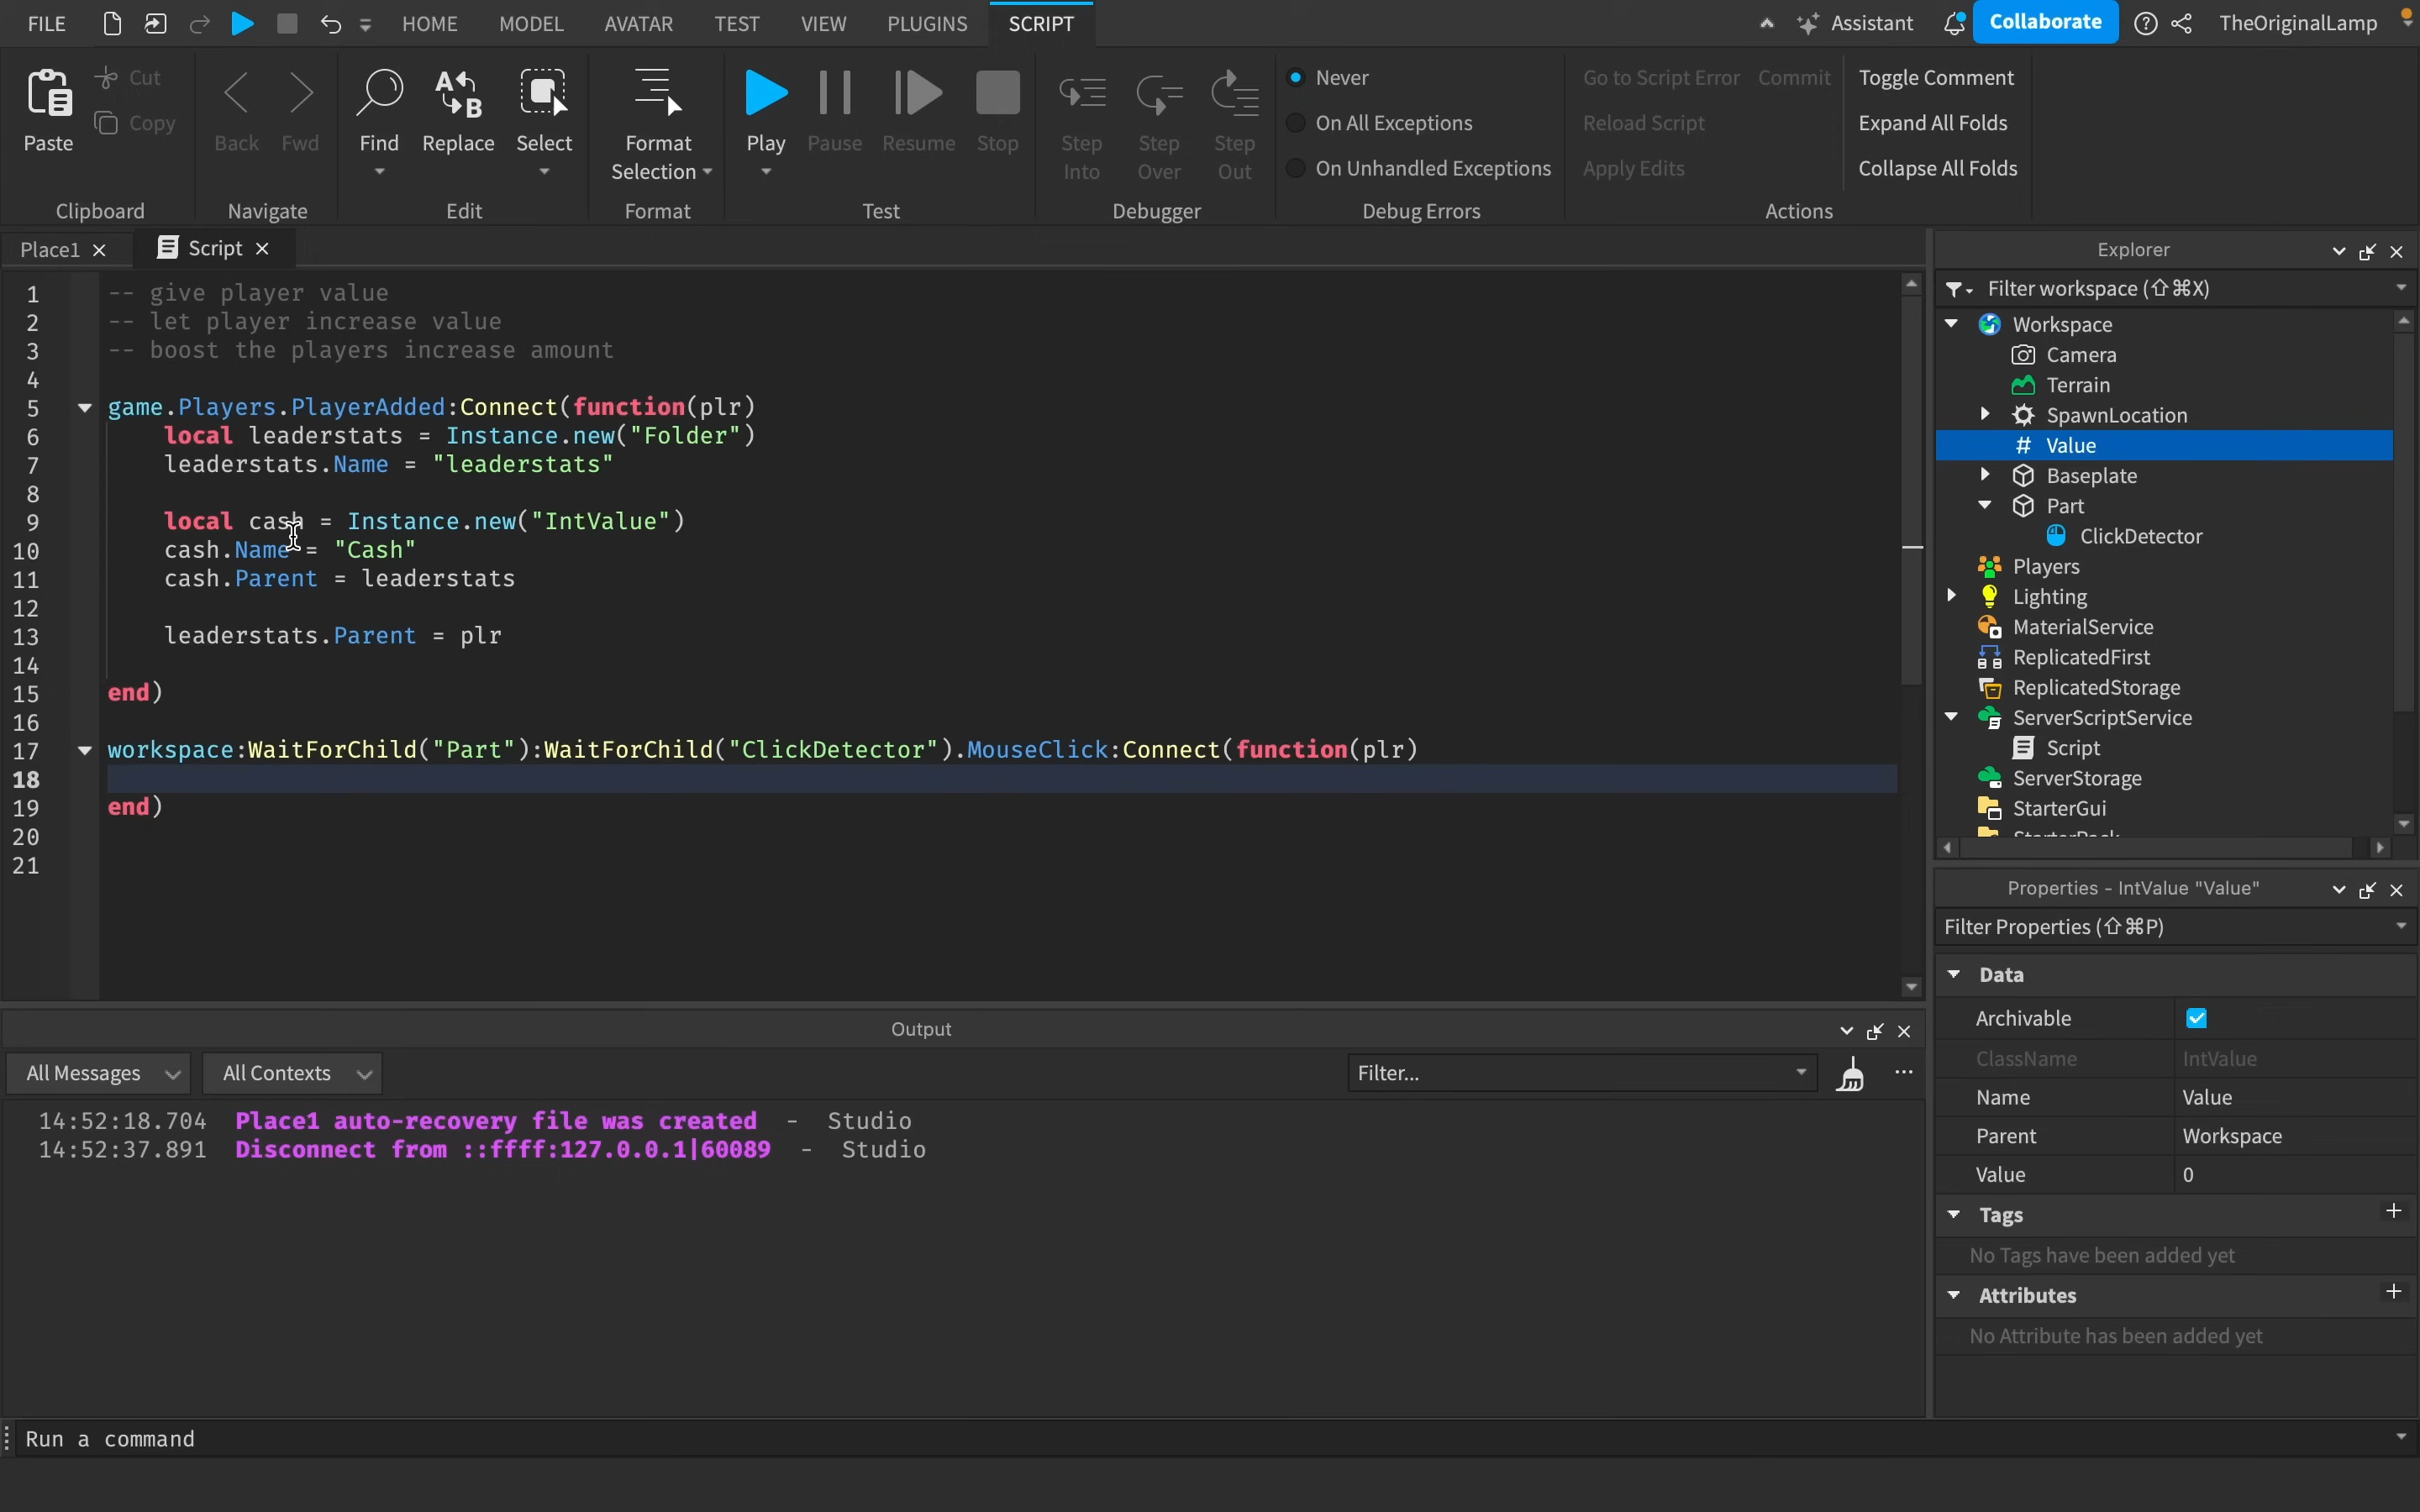 FILE HOME MODEL AVATAR TEST VIEW PLUGINS SCRIPT Assistant Collaborate TheOriginalLamp
Paste Cut Copy Back Fwd Find Replace Select Format Selection Play Pause Resume Stop Step Into Step Over Step Out
Never
On All Exceptions
On Unhandled Exceptions
Go to Script Error Commit
Reload Script
Apply Edits
Toggle Comment
Expand All Folds
Collapse All Folds
Clipboard Navigate Edit Format Test Debugger Debug Errors Actions
Place1 Script
1 -- give player value
2 -- let player increase value
3 -- boost the players increase amount
4
5 game.Players.PlayerAdded:Connect(function(plr)
6 local leaderstats = Instance.new("Folder")
7 leaderstats.Name = "leaderstats"
8
9 local cash = Instance.new("IntValue")
10 cash.Name = "Cash"
11 cash.Parent = leaderstats
12
13 leaderstats.Parent = plr
14
15 end)
16
17 workspace:WaitForChild("Part"):WaitForChild("ClickDetector").MouseClick:Connect(function(plr)
18
19 end)
20
21
Explorer
Filter workspace (⇧⌘X)
Workspace
Camera
Terrain
SpawnLocation
# Value
Baseplate
Part
ClickDetector
Players
Lighting
MaterialService
ReplicatedFirst
ReplicatedStorage
ServerScriptService
Script
ServerStorage
StarterGui
Properties - IntValue "Value"
Filter Properties (⇧⌘P)
Data
Archivable
ClassName IntValue
Name Value
Parent Workspace
Value 0
Tags +
No Tags have been added yet
Attributes +
No Attribute has been added yet
Output
All Messages All Contexts Filter... ...
14:52:18.704 Place1 auto-recovery file was created - Studio
14:52:37.891 Disconnect from ::ffff:127.0.0.1|60089 - Studio
Run a command